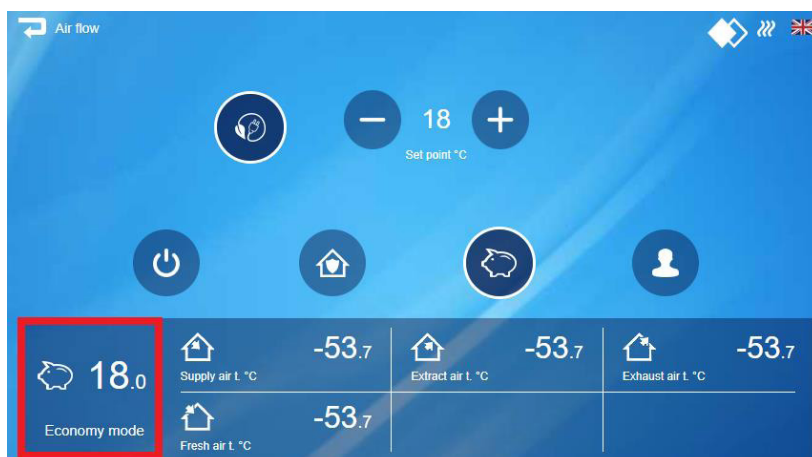 Air flow
18
Set point °C
18.0
Economy mode
-53.7
Supply air t. °C
-53.7
Extract air t. °C
-53.7
Exhaust air t. °C
-53.7
Fresh air t. °C